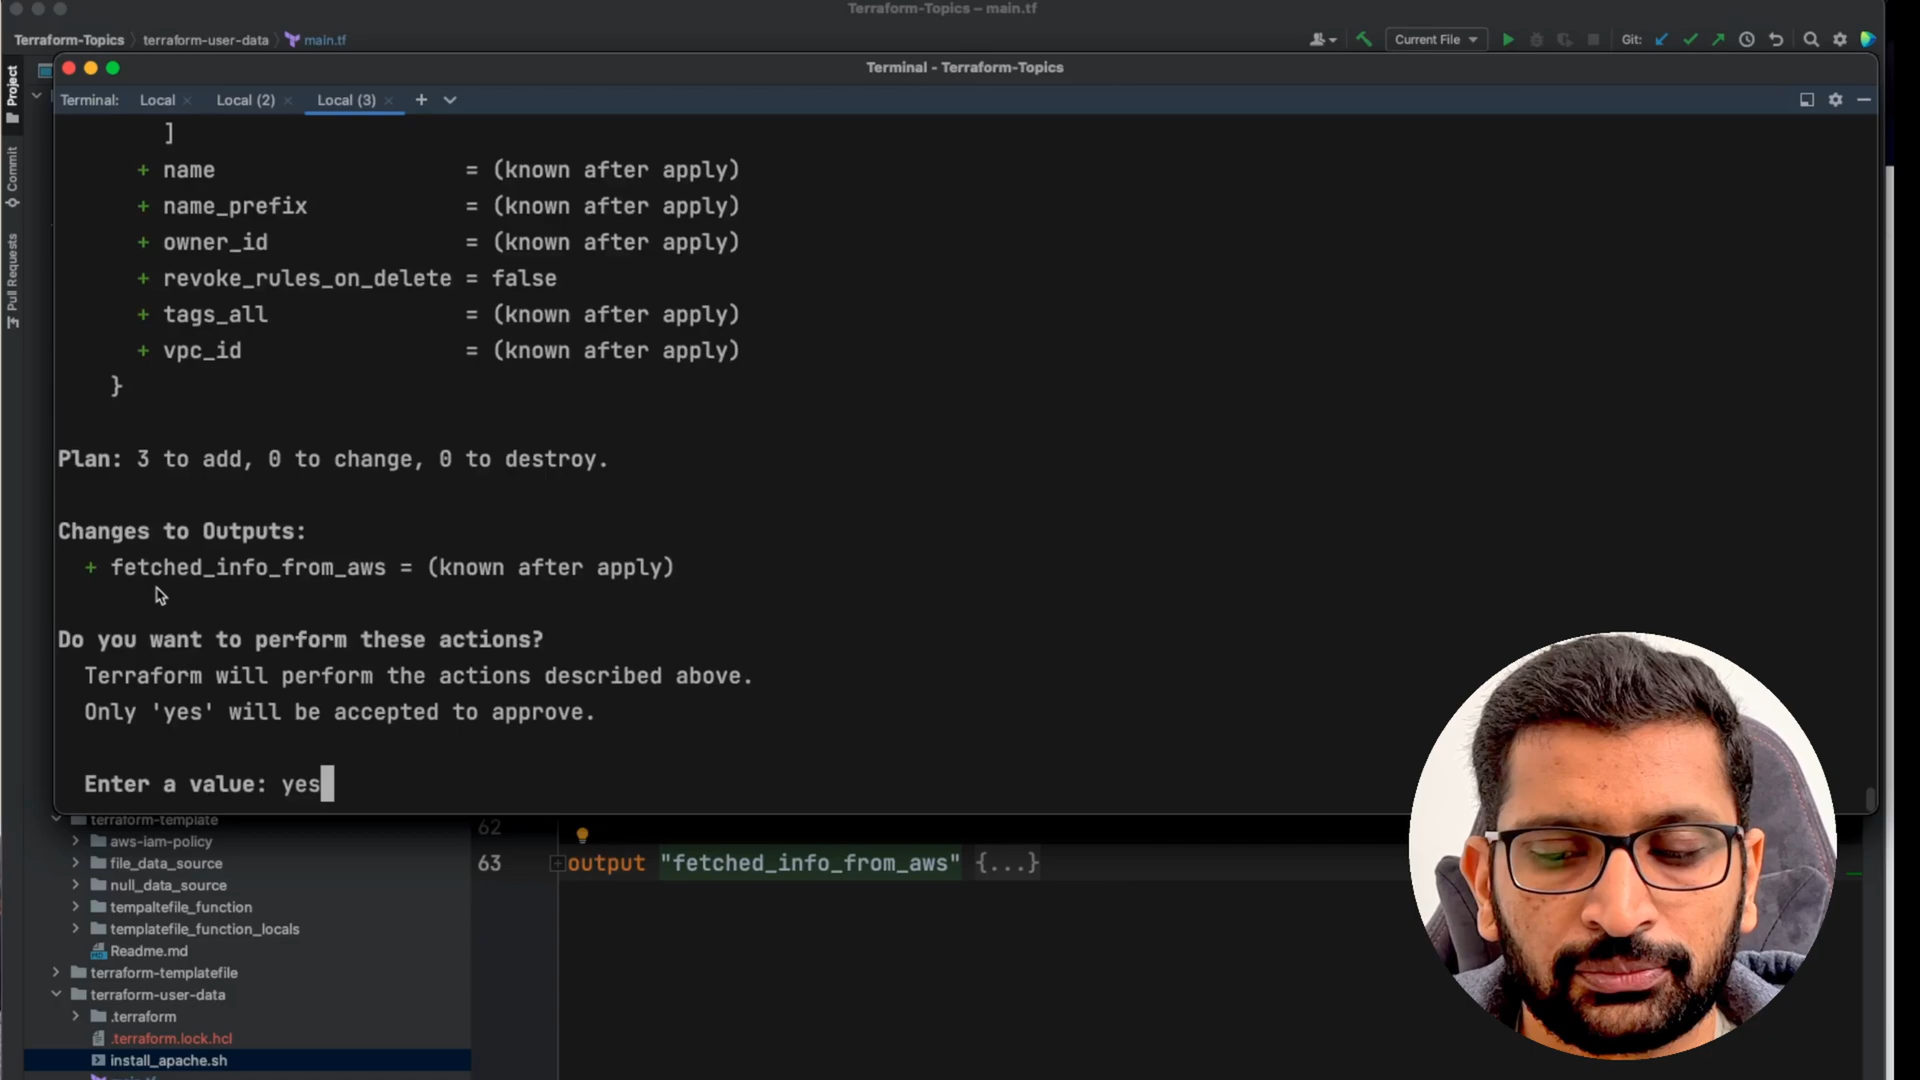 Terraform-Topics – main.tf
Terraform-Topics
terraform-user-data
main.tf
Current File
Git:
Terminal - Terraform-Topics
Terminal:
Local
Local (2)
Local (3)
Project
Commit
Pull Requests
]
+ name = (known after apply)
+ name_prefix = (known after apply)
+ owner_id = (known after apply)
+ revoke_rules_on_delete = false
+ tags_all = (known after apply)
+ vpc_id = (known after apply)
}
Plan: 3 to add, 0 to change, 0 to destroy.
Changes to Outputs:
+ fetched_info_from_aws = (known after apply)
Do you want to perform these actions?
Terraform will perform the actions described above.
Only 'yes' will be accepted to approve.
Enter a value: yes
terraform-template
aws-iam-policy
file_data_source
null_data_source
tempaltefile_function
templatefile_function_locals
Readme.md
terraform-templatefile
terraform-user-data
.terraform
.terraform.lock.hcl
install_apache.sh
main.tf
62
63 output "fetched_info_from_aws" {...}